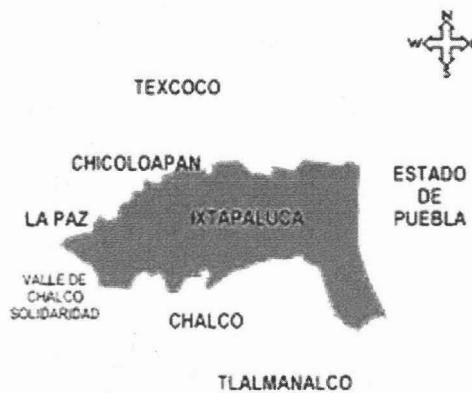 N
W
S
TEXCOCO
CHICOLOAPAN
ESTADO
DE
PUEBLA
LA PAZ
IXTAPALUCA
VALLE DE
CHALCO
SOLIDARIDAD
CHALCO
TLALMANALCO